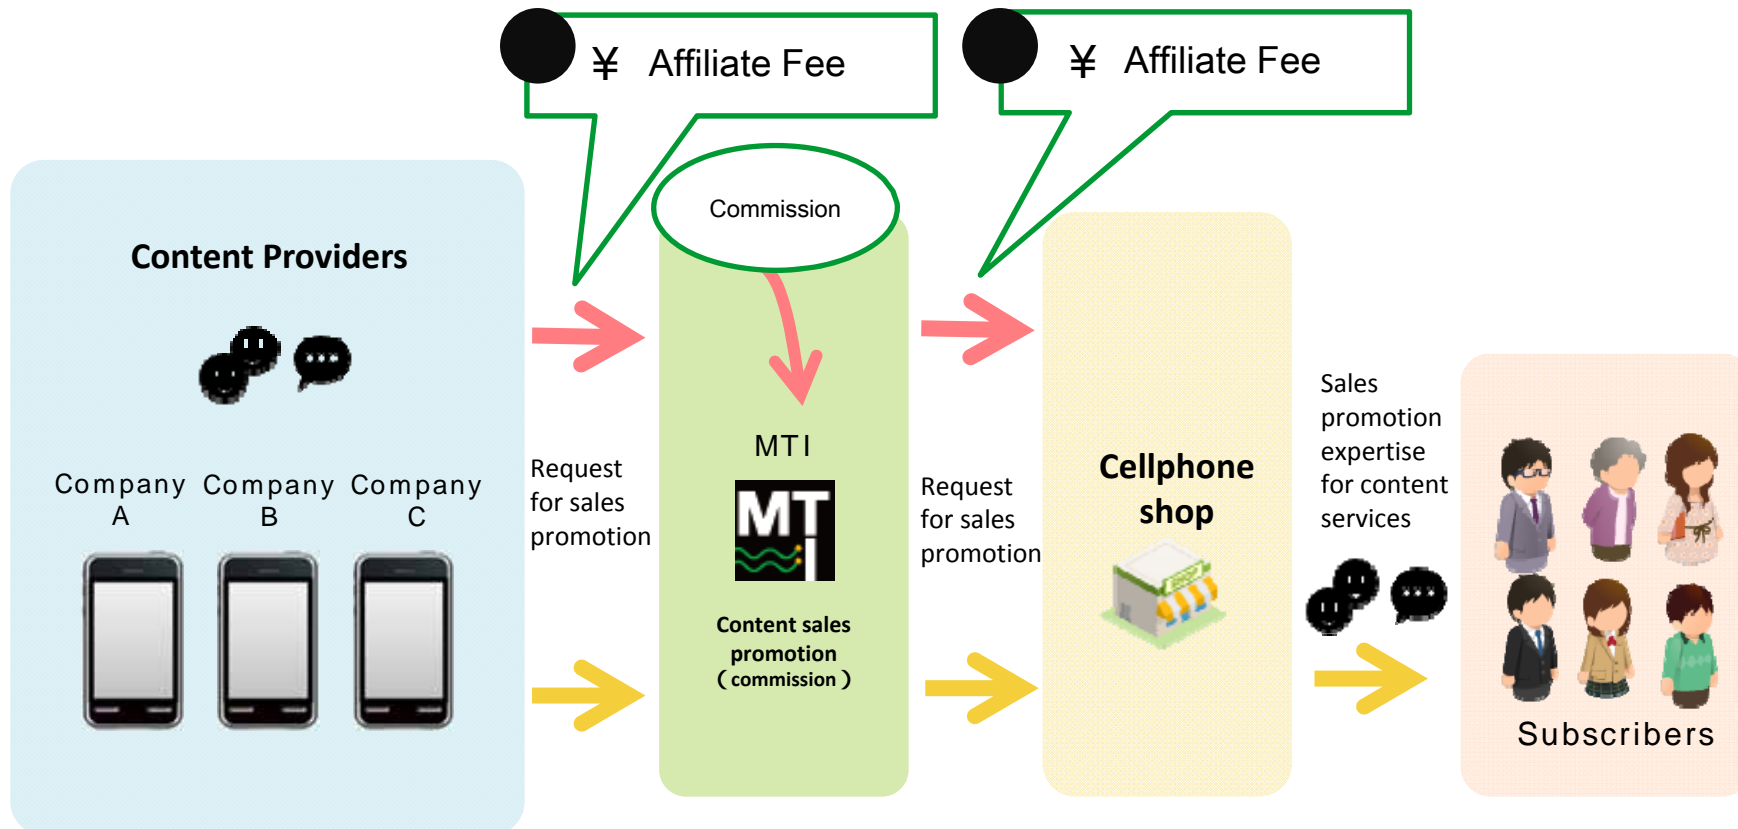 ¥ Affiliate Fee
¥ Affiliate Fee
Commission
Content Providers
Company
A
Company
B
Company
C
Request
for sales
promotion
MTI
MTI
Content sales
promotion
(commission)
Request
for sales
promotion
Cellphone
shop
Sales
promotion
expertise
for content
services
Subscribers